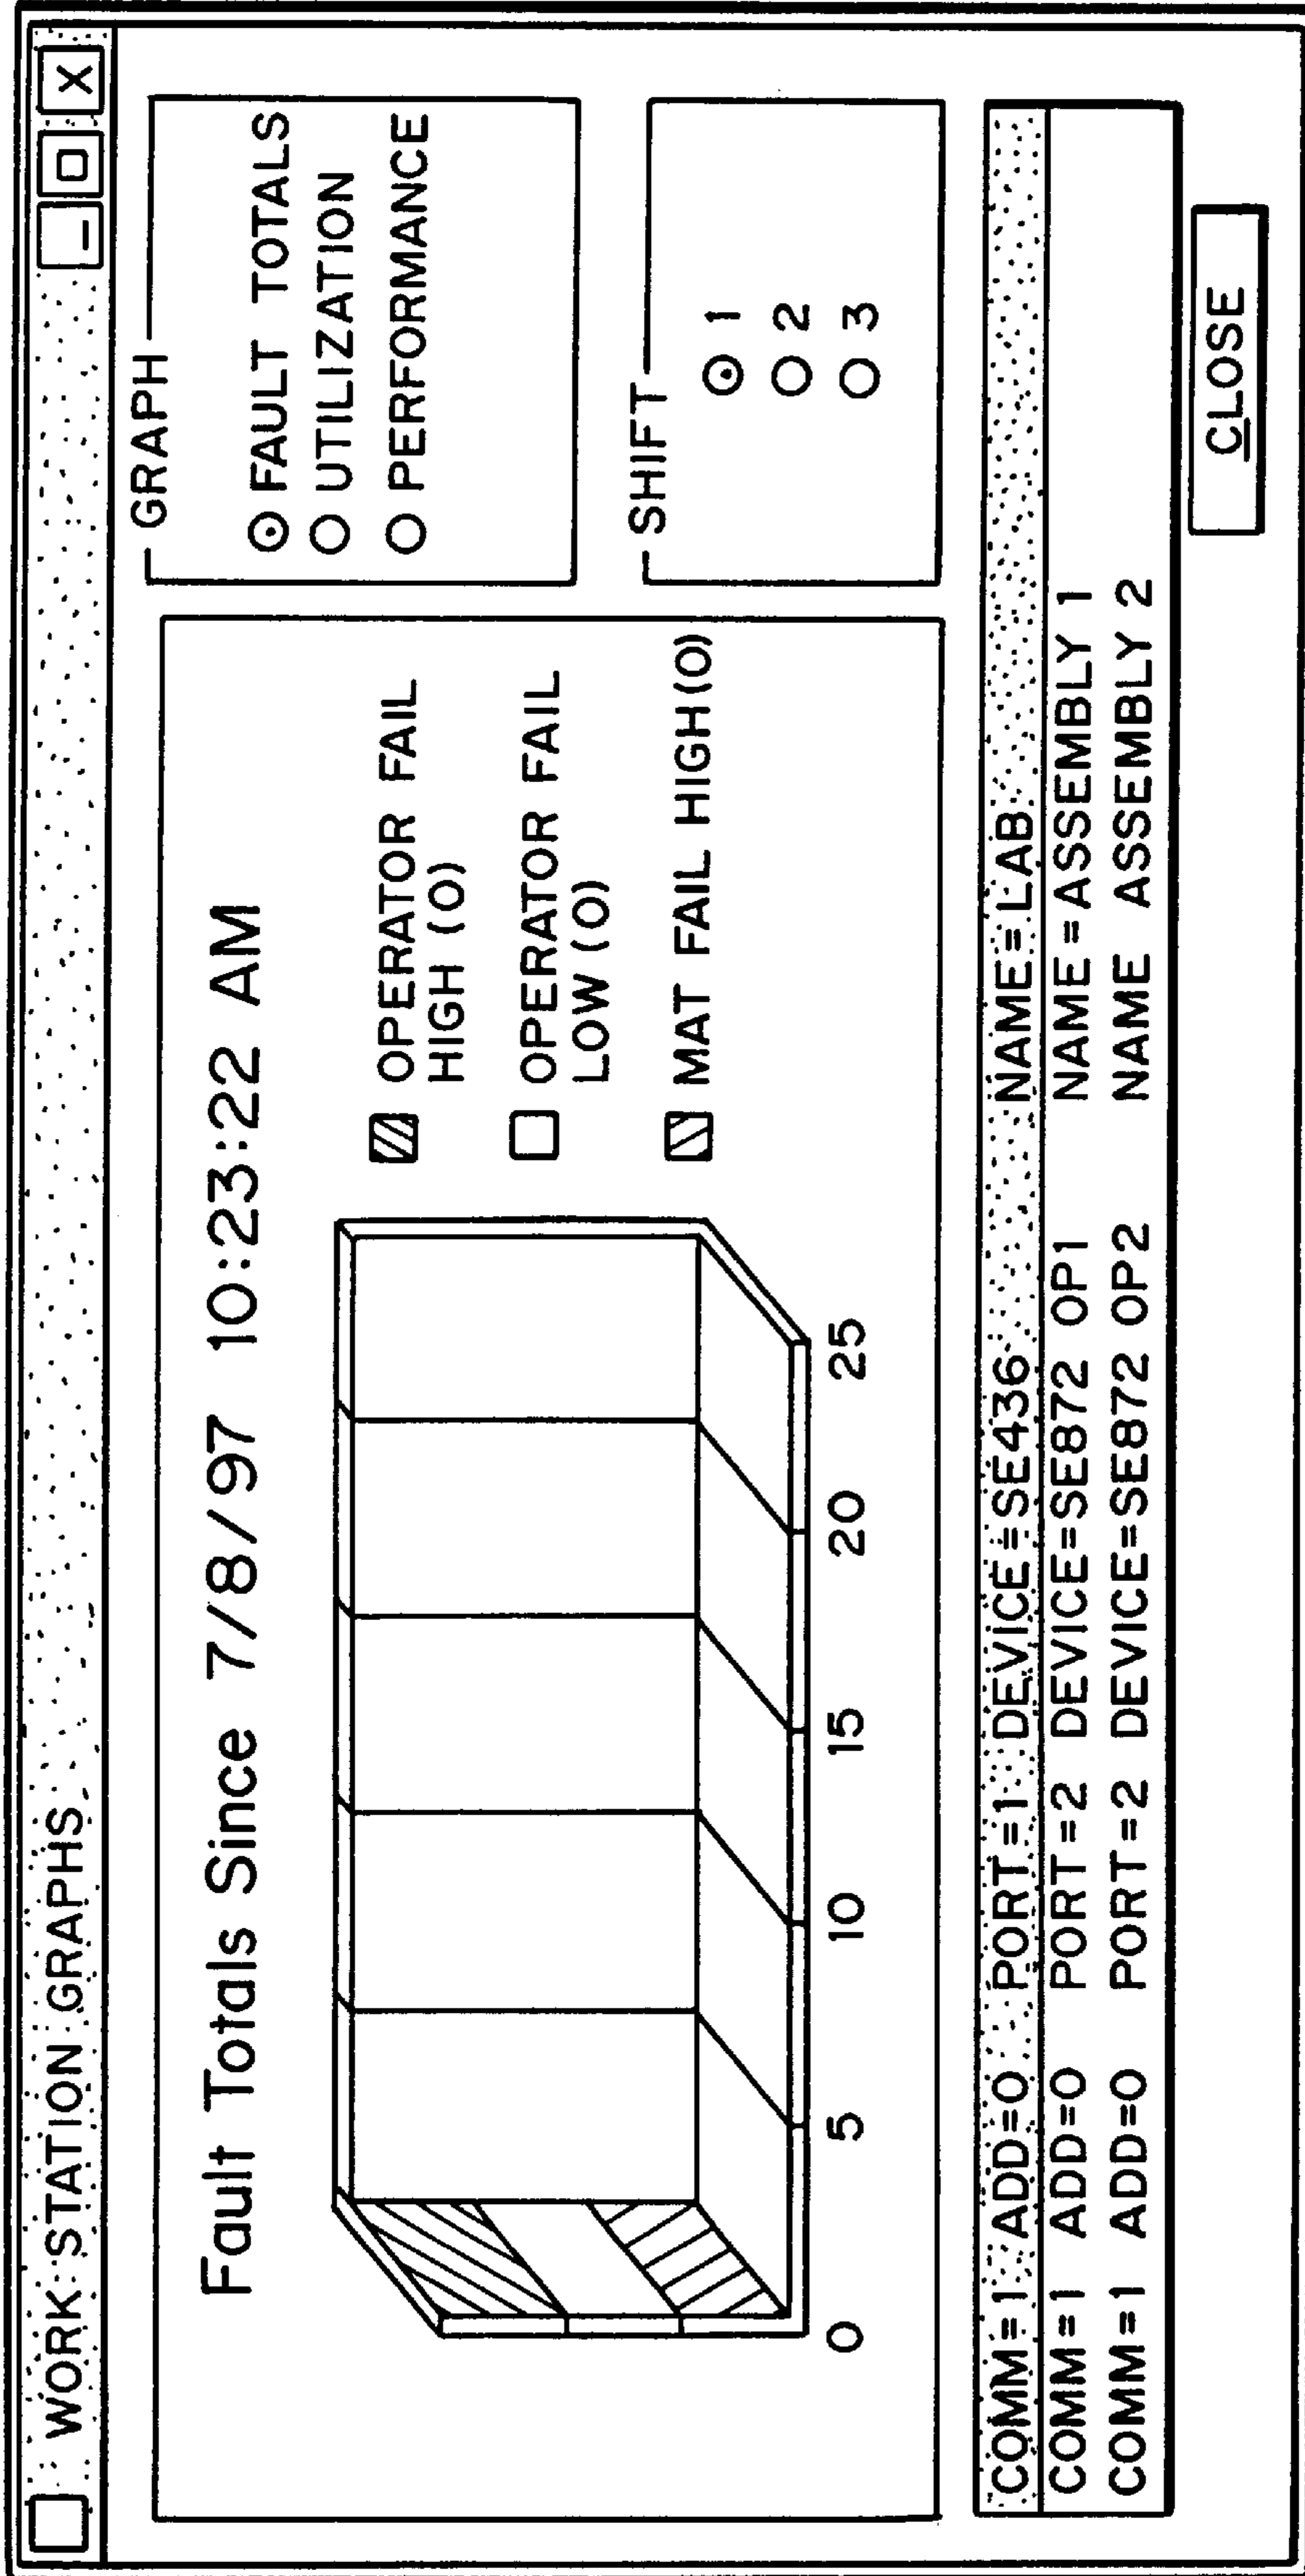 WORK STATION GRAPHS
_ □ X
Fault Totals Since 7/8/97 10:23:22 AM
OPERATOR FAIL
HIGH (0)
OPERATOR FAIL
LOW (0)
MAT FAIL HIGH (0)
0 5 10 15 20 25
GRAPH
FAULT TOTALS
UTILIZATION
PERFORMANCE
SHIFT
1
2
3
COMM=1 ADD=0 PORT=1 DEVICE=SE436 NAME=LAB
COMM=1 ADD=0 PORT=2 DEVICE=SE872 OP1 NAME=ASSEMBLY 1
COMM=1 ADD=0 PORT=2 DEVICE=SE872 OP2 NAME ASSEMBLY 2
CLOSE